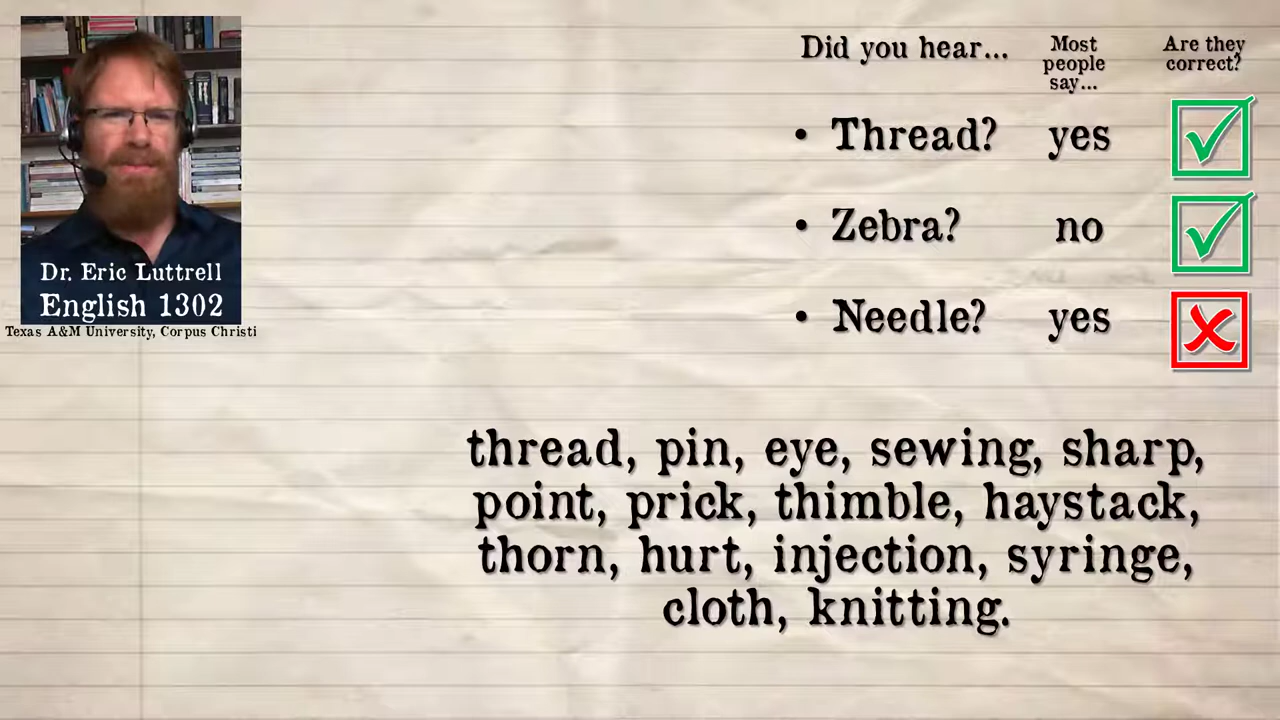 Dr. Eric Luttrell
English 1302
Texas A&M University, Corpus Christi
Did you hear... Most people say... Are they correct?
• Thread? yes
• Zebra? no
• Needle? yes
thread, pin, eye, sewing, sharp,
point, prick, thimble, haystack,
thorn, hurt, injection, syringe,
cloth, knitting.